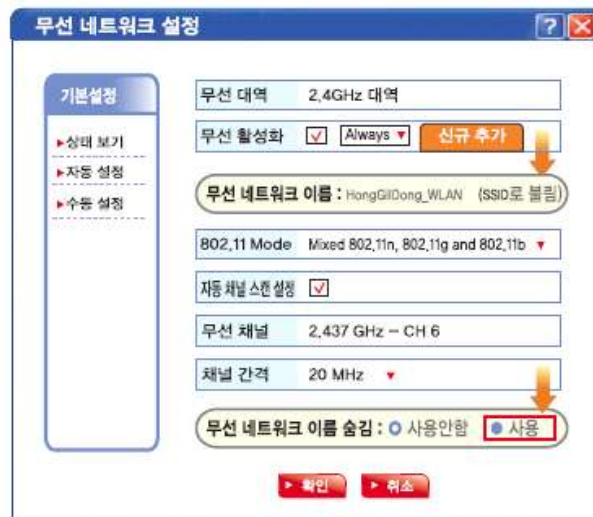 무선 네트워크 설정
?
기본설정
▸상태 보기
▸자동 설정
▸수동 설정
무선 대역 2,4GHz 대역
무선 활성화 Always ▼ 신규 추가
무선 네트워크 이름 : HongGilDong_WLAN (SSID로 불림)
802,11 Mode Mixed 802,11n, 802,11g and 802,11b ▼
자동 채널 스캔 설정
무선 채널 2,437 GHz – CH 6
채널 간격 20 MHz ▼
무선 네트워크 이름 숨김 : 사용안함 사용
▸ 확인 ▸ 취소